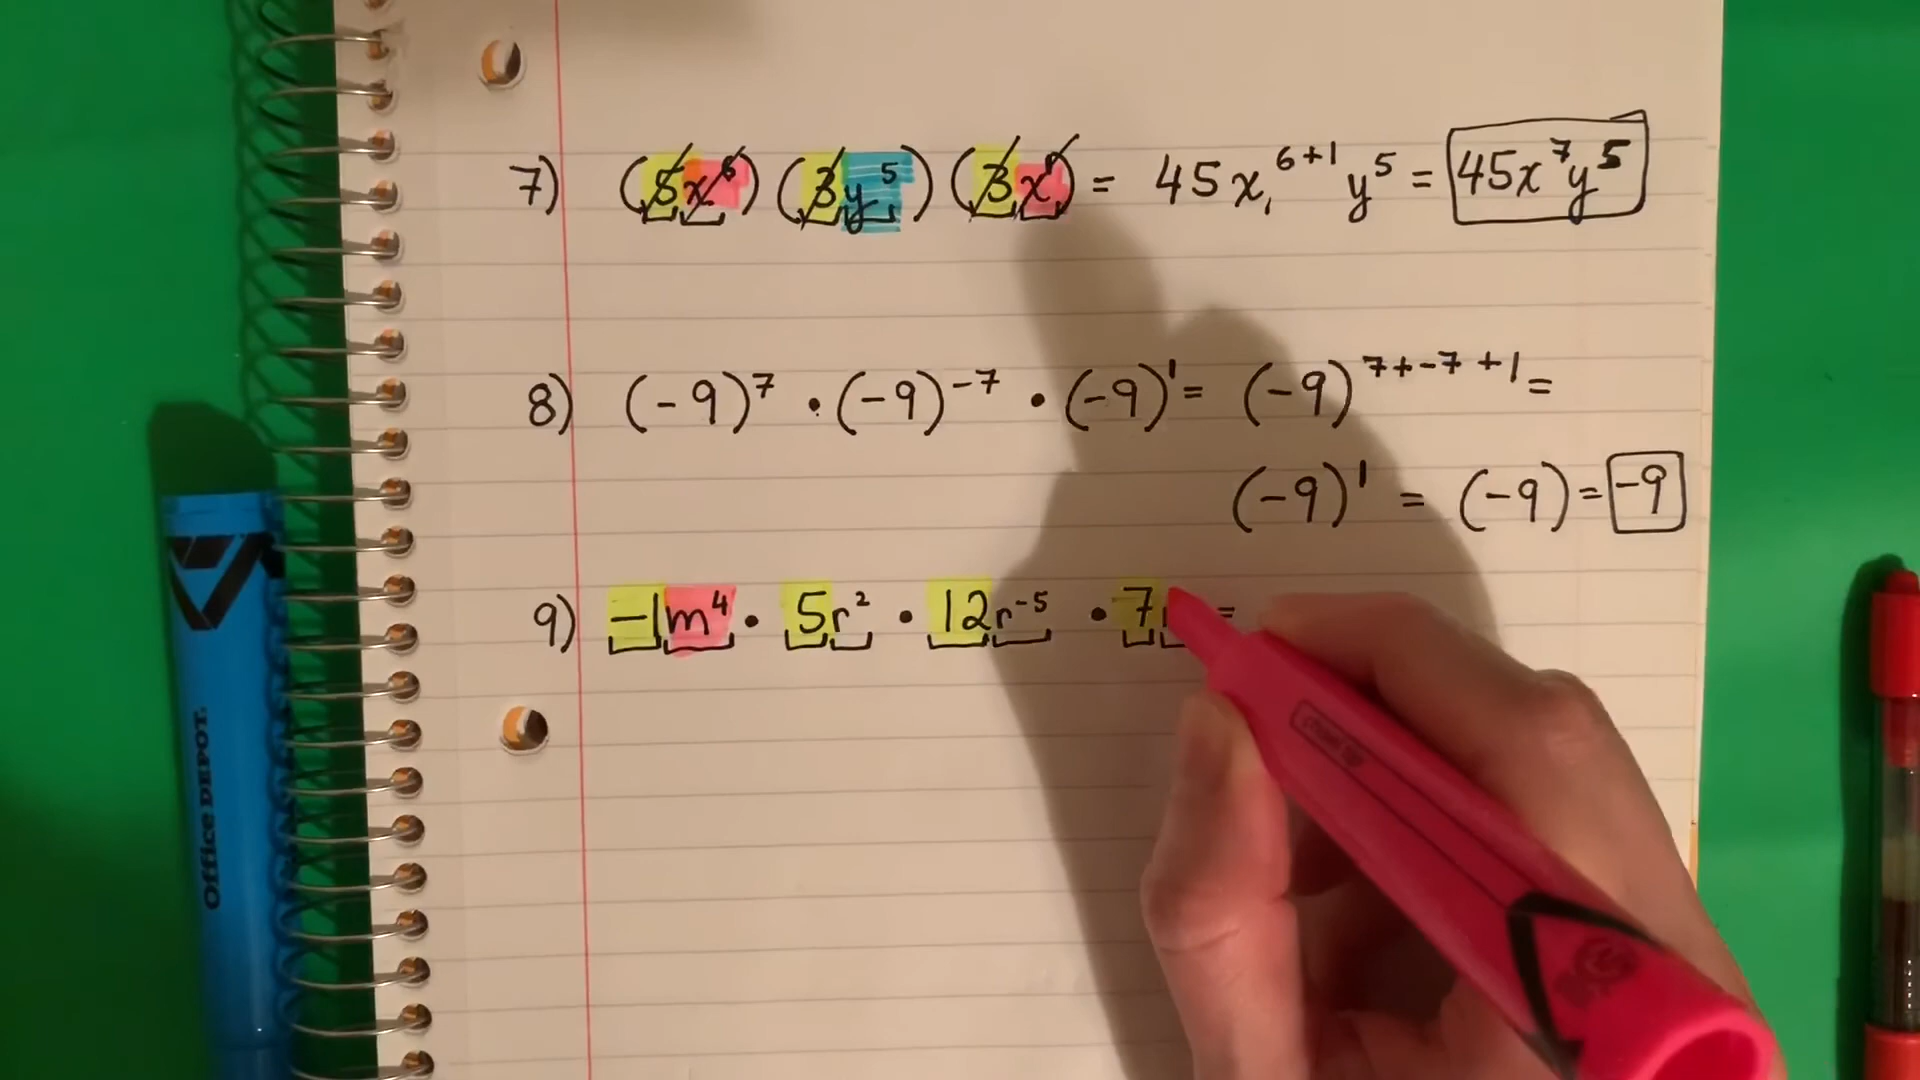 7) (5x⁶) (3y⁵) (3x¹) = 45x⁶⁺¹y⁵ = 45x⁷y⁵
8) (-9)⁷ • (-9)⁻⁷ • (-9)¹ = (-9)⁷⁺⁻⁷⁺¹ =
(-9)¹ = (-9) = -9
9) -1m⁴ • 5r² • 12r⁻⁵ • 7 =
Office DEPOT